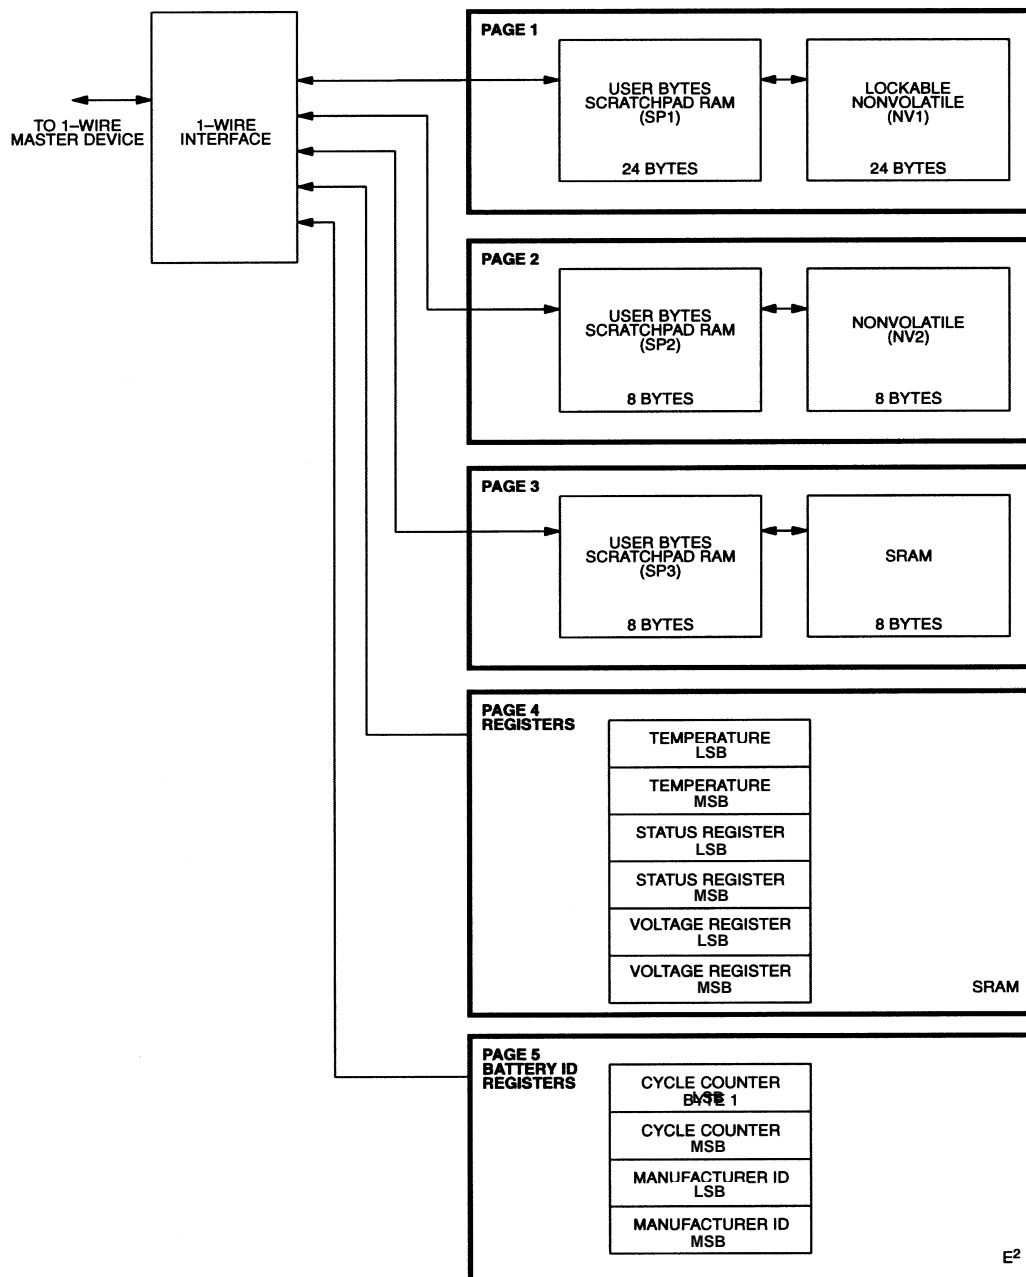 TO 1–WIRE
MASTER DEVICE
1–WIRE
INTERFACE
PAGE 1
USER BYTES
SCRATCHPAD RAM
(SP1)
24 BYTES
LOCKABLE
NONVOLATILE
(NV1)
24 BYTES
PAGE 2
USER BYTES
SCRATCHPAD RAM
(SP2)
8 BYTES
NONVOLATILE
(NV2)
8 BYTES
PAGE 3
USER BYTES
SCRATCHPAD RAM
(SP3)
8 BYTES
SRAM
8 BYTES
PAGE 4
REGISTERS
TEMPERATURE
LSB
TEMPERATURE
MSB
STATUS REGISTER
LSB
STATUS REGISTER
MSB
VOLTAGE REGISTER
LSB
VOLTAGE REGISTER
MSB
SRAM
PAGE 5
BATTERY ID
REGISTERS
CYCLE COUNTER
LSB
BYTE 1
CYCLE COUNTER
MSB
MANUFACTURER ID
LSB
MANUFACTURER ID
MSB
E²